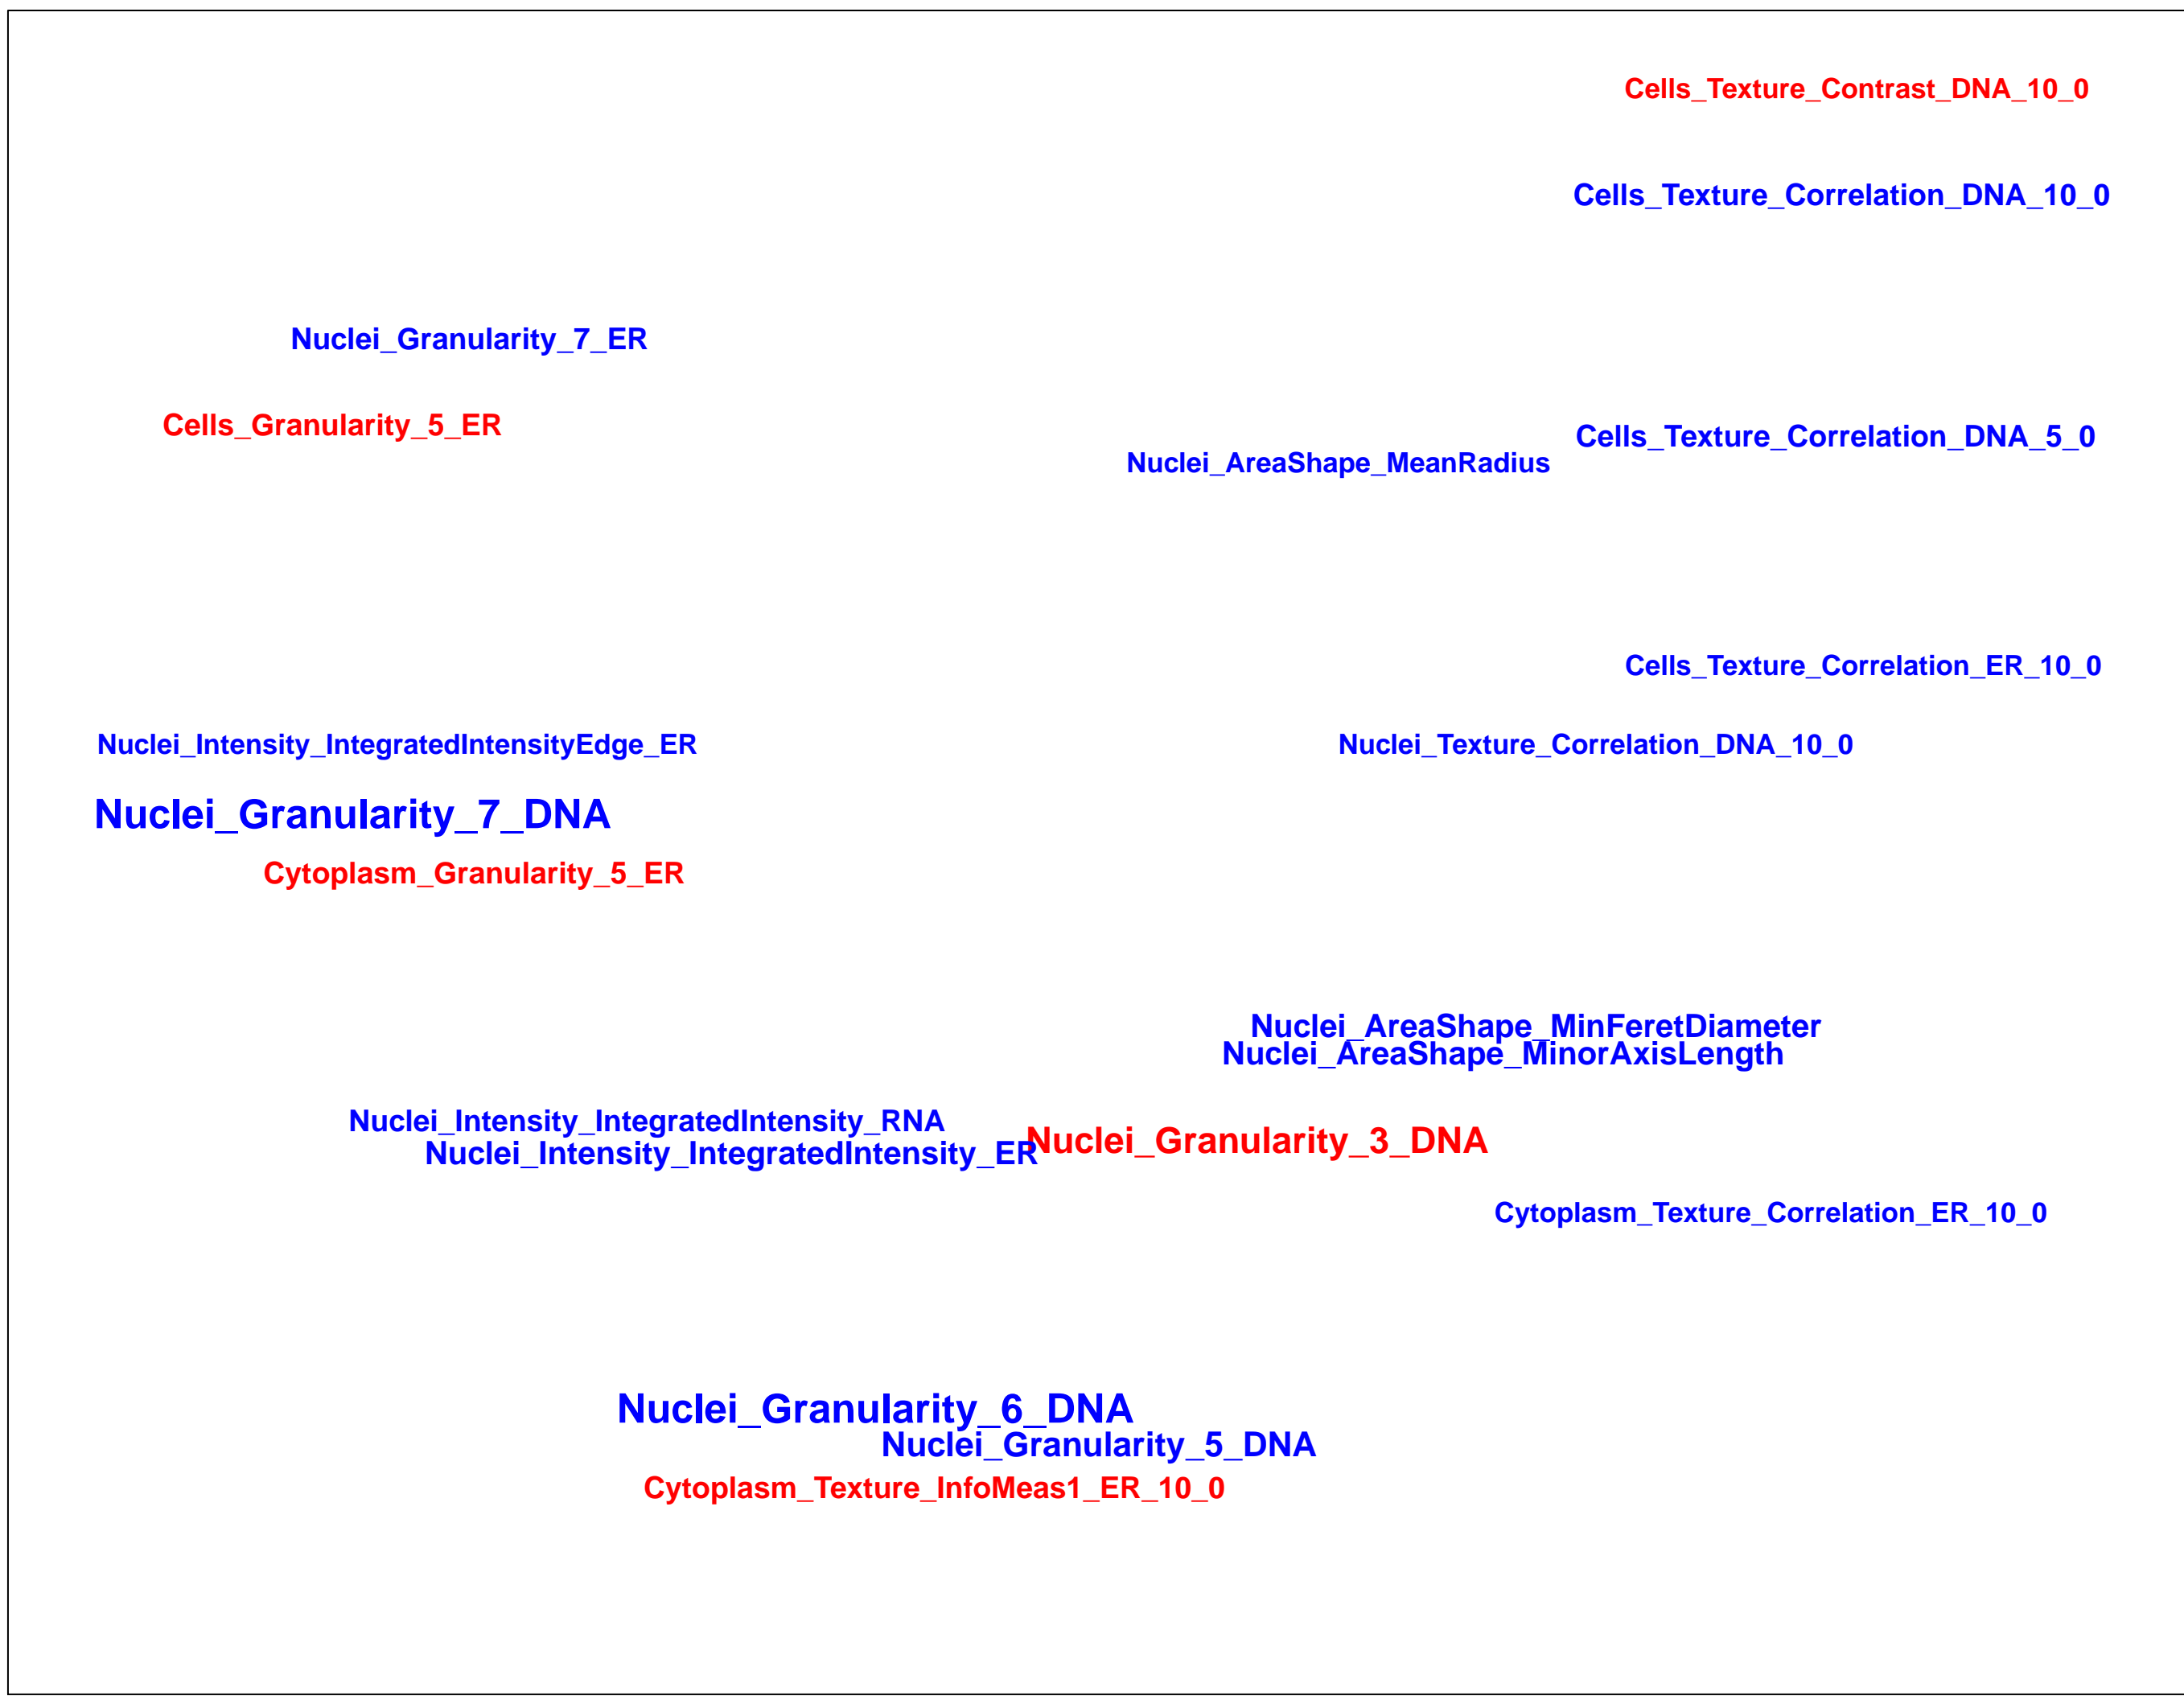 Cells_Texture_Contrast_DNA_10_0
Cells_Texture_Correlation_DNA_10_0
Nuclei_Granularity_7_ER
Cells_Granularity_5_ER
Cells_Texture_Correlation_DNA_5_0
Nuclei_AreaShape_MeanRadius
Cells_Texture_Correlation_ER_10_0
Nuclei_Intensity_IntegratedIntensityEdge_ER
Nuclei_Texture_Correlation_DNA_10_0
Nuclei_Granularity_7_DNA
Cytoplasm_Granularity_5_ER
Nuclei_AreaShape_MinFeretDiameter
Nuclei_AreaShape_MinorAxisLength
Nuclei_Intensity_IntegratedIntensity_RNA
Nuclei_Granularity_3_DNA
Nuclei_Intensity_IntegratedIntensity_ER
Cytoplasm_Texture_Correlation_ER_10_0
Nuclei_Granularity_6_DNA
Nuclei_Granularity_5_DNA
Cytoplasm_Texture_InfoMeas1_ER_10_0